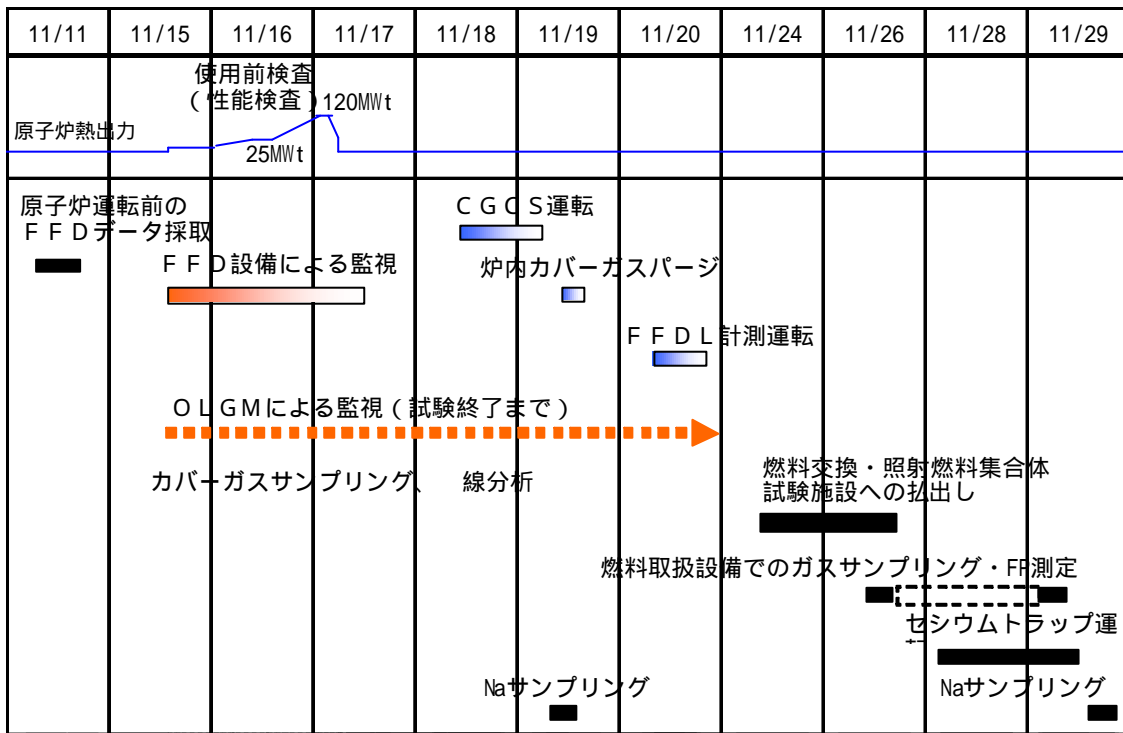 11/11 11/15 11/16 11/17 11/18 11/19 11/20 11/24 11/26 11/28 11/29
使用前検査
(性能検査)
120MWt
原子炉熱出力
25MWt
原子炉運転前の
ＦＦＤデータ採取
ＣＧＣＳ運転
ＦＦＤ設備による監視
炉内カバーガスパージ
ＦＦＤＬ計測運転
ＯＬＧＭによる監視(試験終了まで)
カバーガスサンプリング、 線分析
燃料交換・照射燃料集合体
試験施設への払出し
燃料取扱設備でのガスサンプリング・FP測定
セシウムトラップ運
Naサンプリング
Naサンプリング